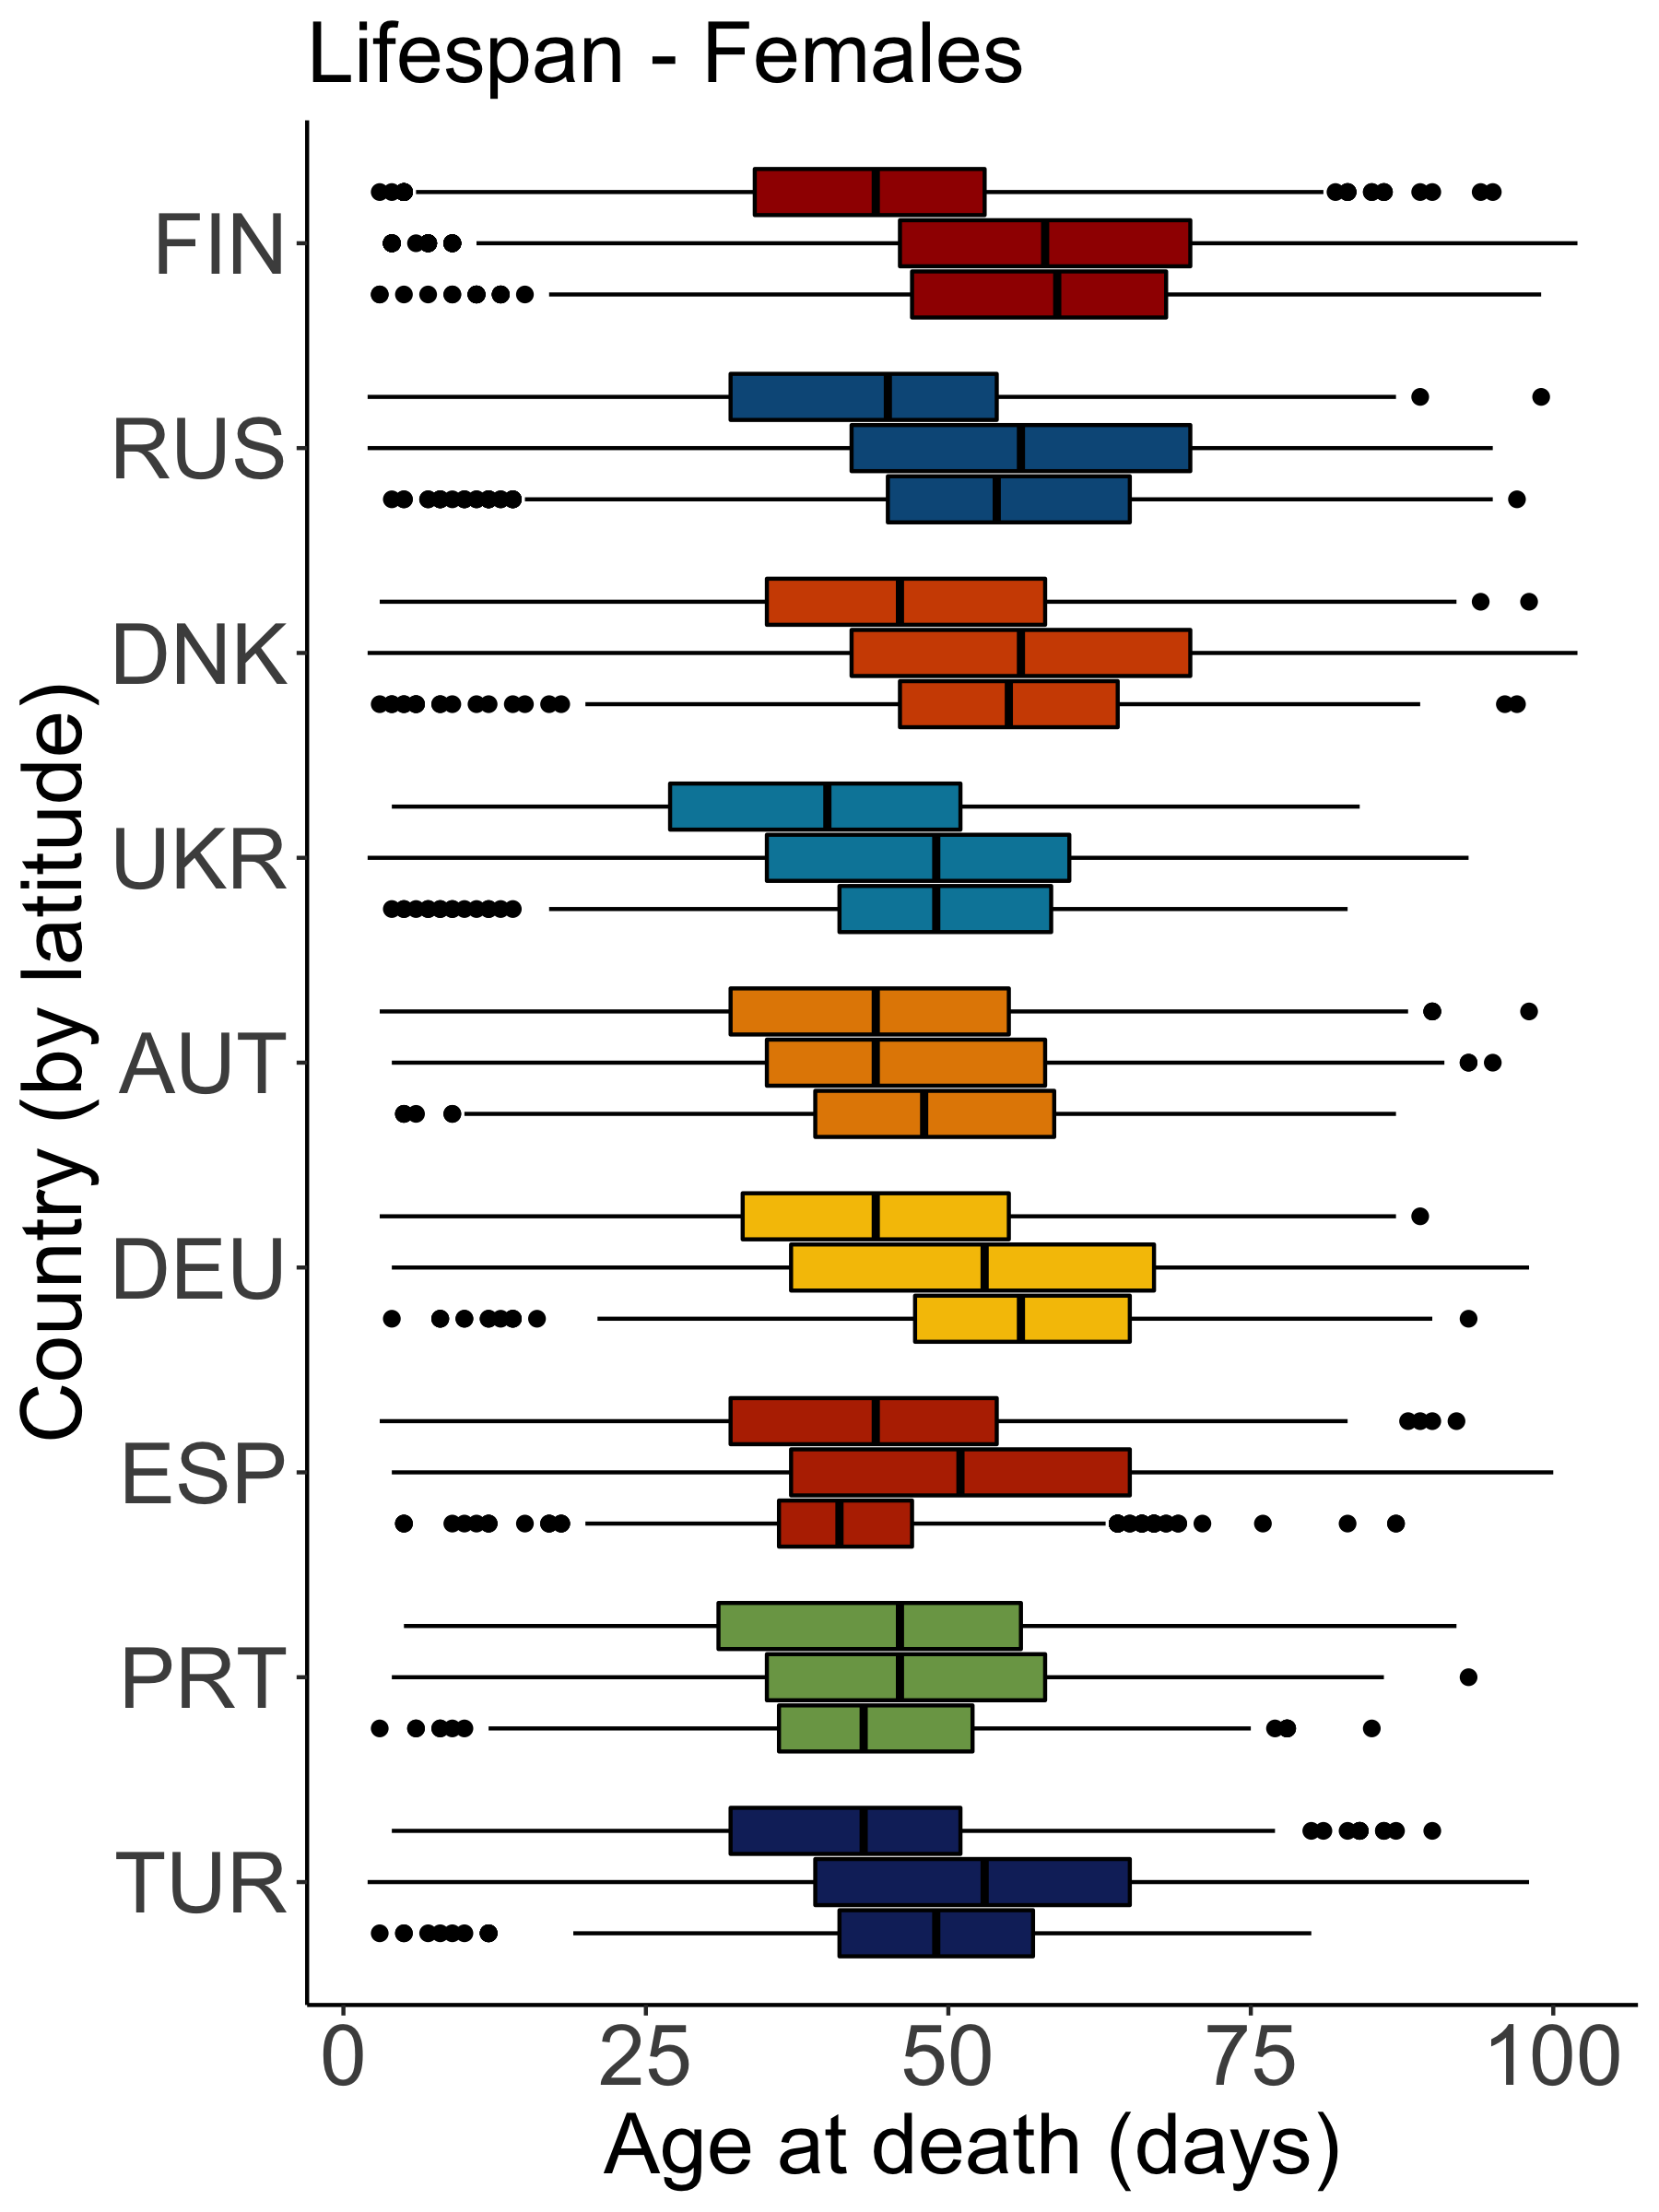 Lifespan - Females
Country (by latitude)
FIN
RUS
DNK
UKR
AUT
DEU
ESP
PRT
TUR
0 25 50 75 100
Age at death (days)